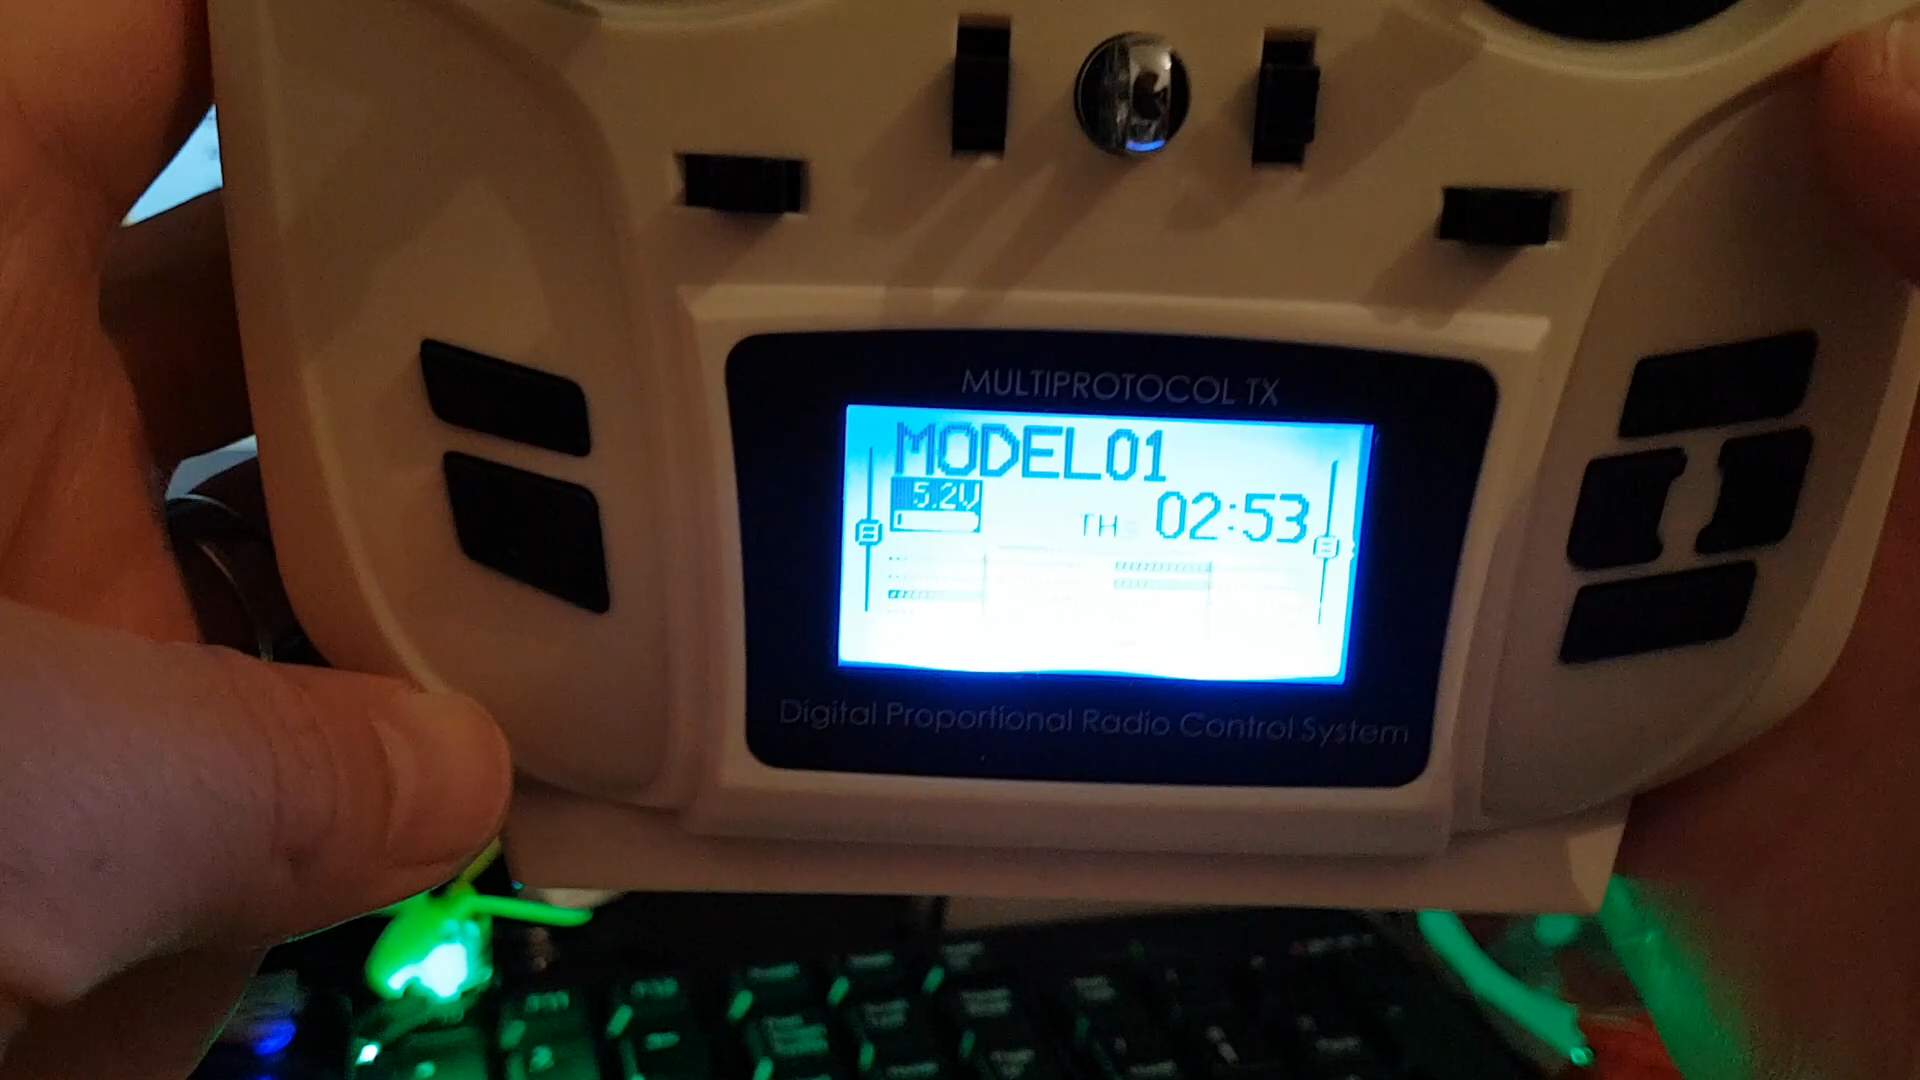 MULTIPROTOCOL TX
MODEL01
5.2V
TH 02:53
Digital Proportional Radio Control System